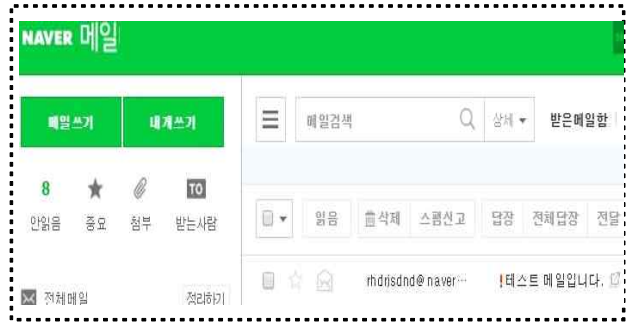 NAVER 메일
메일쓰기 내게쓰기
메일검색 상세 받은메일함
8 TO
안읽음 중요 첨부 받는사람
읽음 삭제 스팸신고 답장 전체답장 전달
rhdrisdnd@naver… !테스트 메일입니다.
전체메일 정리하기